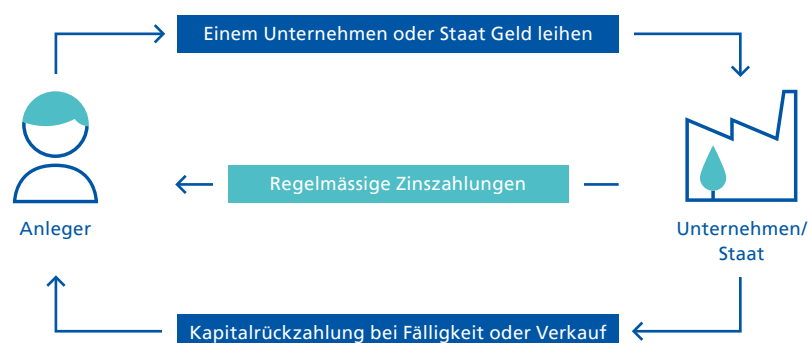 Einem Unternehmen oder Staat Geld leihen
Regelmässige Zinszahlungen
Anleger
Unternehmen/
Staat
Kapitalrückzahlung bei Fälligkeit oder Verkauf